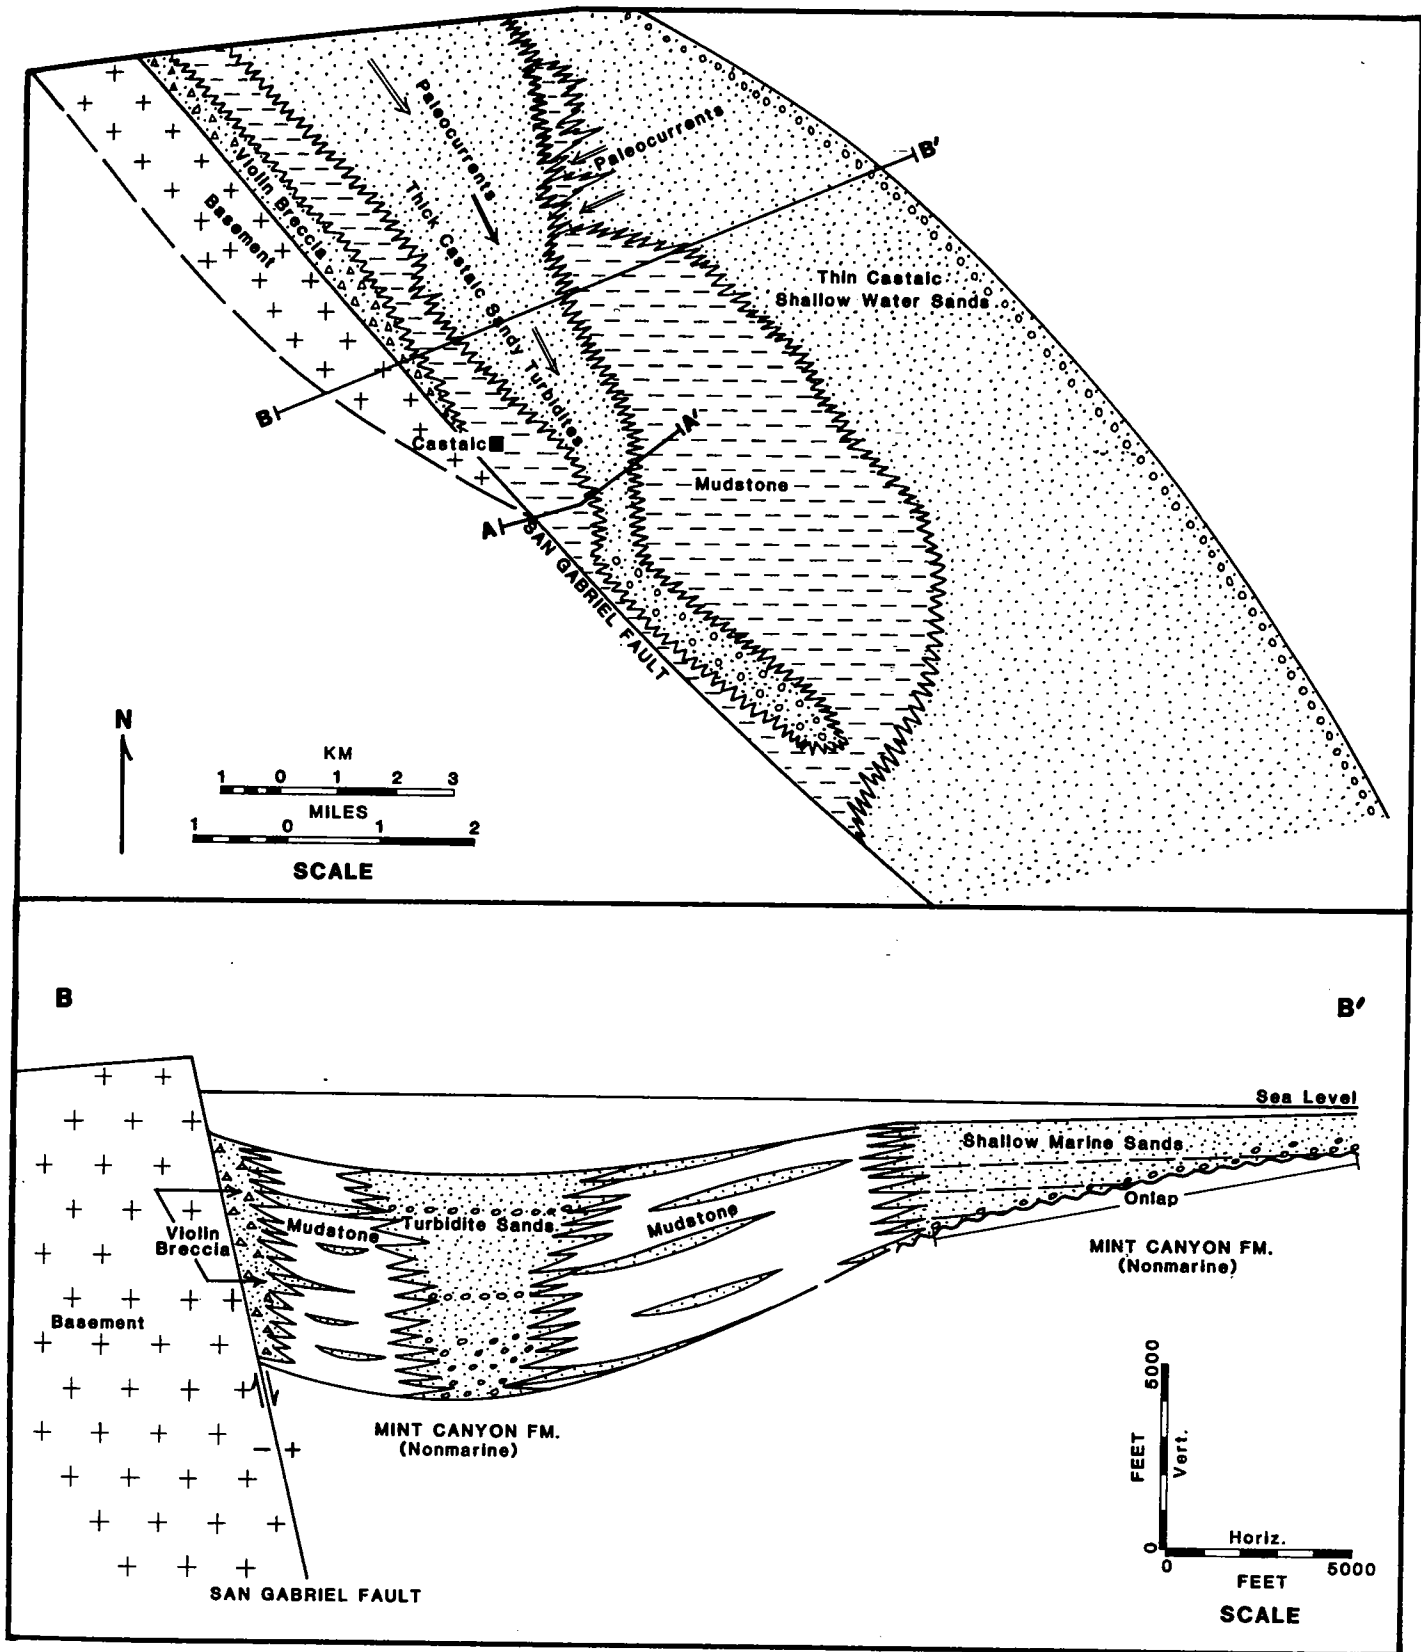 Paleocurrents
Paleocurrents
B'
Violin Breccia
Basement
Thick Castaic Sandy Turbidites
Thin Castaic
Shallow Water Sands
B
A'
Castaic
Mudstone
A
SAN GABRIEL FAULT
N
KM
1 0 1 2 3
MILES
1 0 1 2
SCALE
B
B'
Sea Level
Shallow Marine Sands
Onlap
Violin
Breccia
Mudstone
Turbidite Sands
Mudstone
MINT CANYON FM.
(Nonmarine)
Basement
MINT CANYON FM.
(Nonmarine)
SAN GABRIEL FAULT
5000
FEET
Vert.
0
Horiz.
0 5000
FEET
SCALE